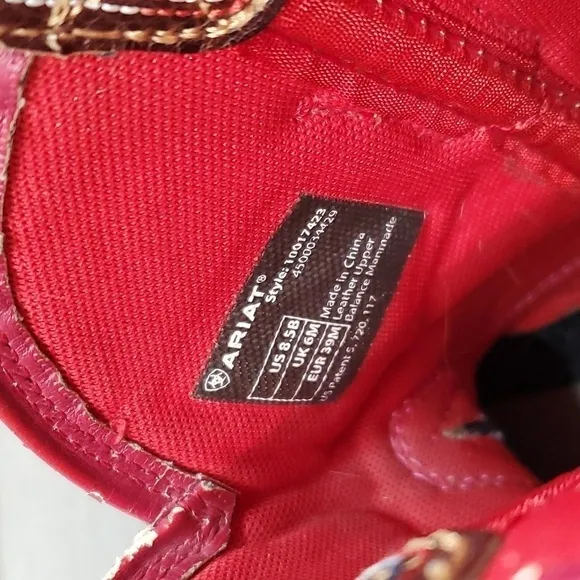 ARIAT®
Style: 10017423
4500034429
US 8.5B
UK 6M
EUR 39M
Made in China
Leather Upper
Balance Manmade
US Patent 5,720,117